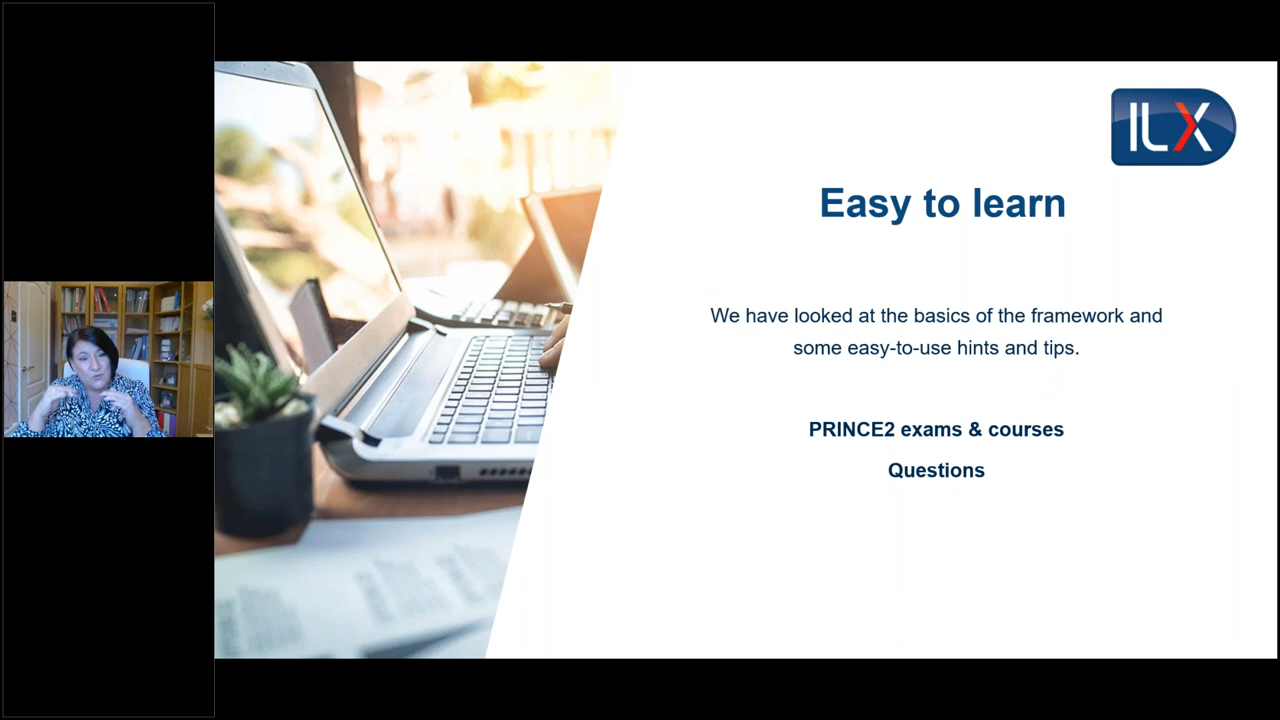 ILX
Easy to learn
We have looked at the basics of the framework and
some easy-to-use hints and tips.
PRINCE2 exams & courses
Questions